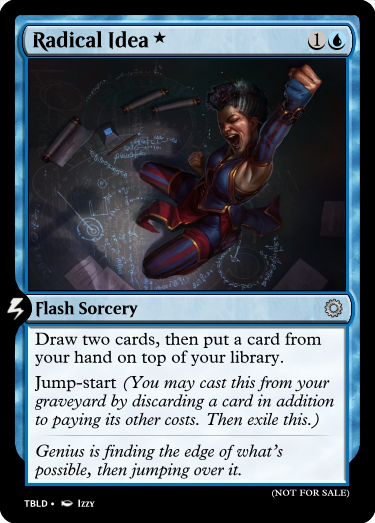 Radical Idea ★ 1
Flash Sorcery
Draw two cards, then put a card from
your hand on top of your library.
Jump-start (You may cast this from your
graveyard by discarding a card in addition
to paying its other costs. Then exile this.)
Genius is finding the edge of what's
possible, then jumping over it.
(NOT FOR SALE)
TBLD • Izzy